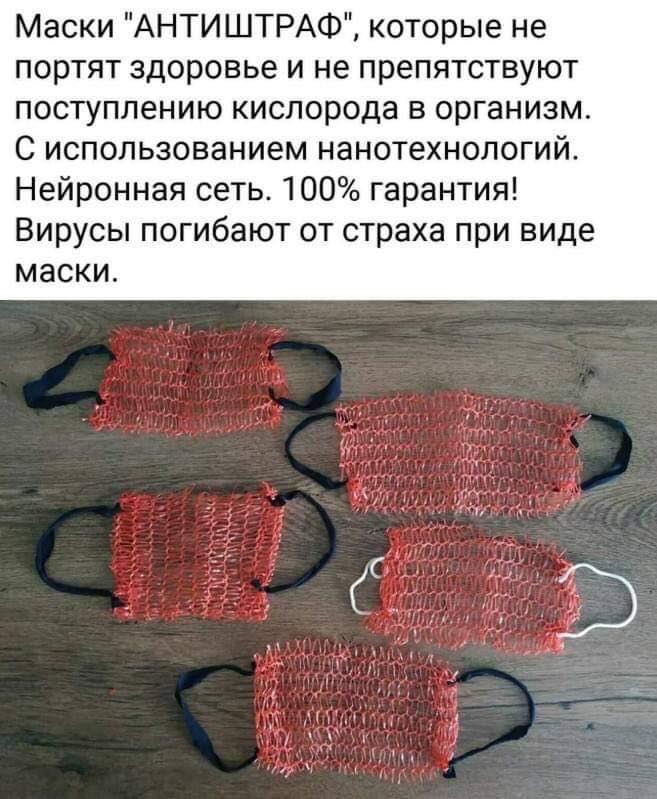 Маски "АНТИШТРАФ", которые не
портят здоровье и не препятствуют
поступлению кислорода в организм.
С использованием нанотехнологий.
Нейронная сеть. 100% гарантия!
Вирусы погибают от страха при виде
маски.